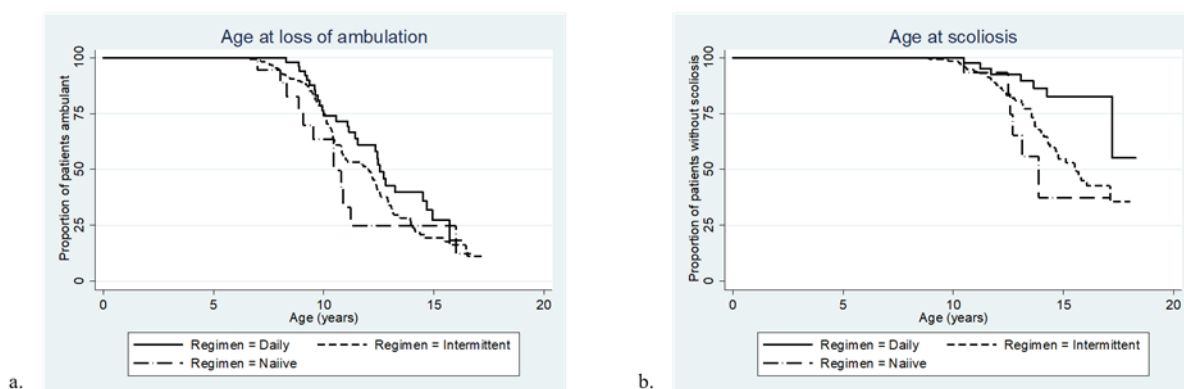 Age at loss of ambulation
Proportion of patients ambulant
100
75
50
25
0
0 5 10 15 20
Age (years)
Regimen = Daily Regimen = Intermittent
Regimen = Naiive
a.
Age at scoliosis
Proportion of patients without scoliosis
100
75
50
25
0
0 5 10 15 20
Age (years)
Regimen = Daily Regimen = Intermittent
Regimen = Naiive
b.